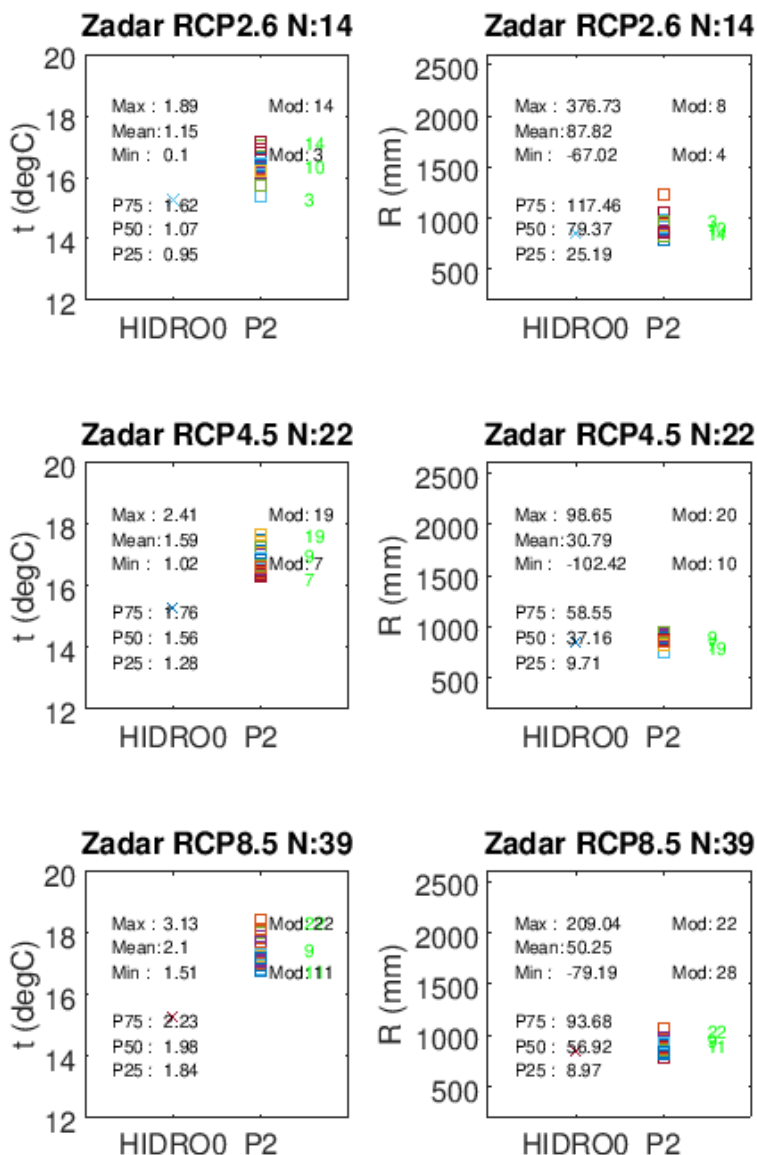 Zadar RCP2.6 N:14
Zadar RCP2.6 N:14
t (degC)
20
18
16
14
12
Max : 1.89
Mean: 1.15
Min : 0.1
P75 : 1.62
P50 : 1.07
P25 : 0.95
Mod: 14
Mod: 3
14
10
3
HIDRO0 P2
R (mm)
2500
2000
1500
1000
500
Max : 376.73
Mean: 87.82
Min : -67.02
P75 : 117.46
P50 : 79.37
P25 : 25.19
Mod: 8
Mod: 4
3
14
HIDRO0 P2
Zadar RCP4.5 N:22
Zadar RCP4.5 N:22
t (degC)
20
18
16
14
12
Max : 2.41
Mean: 1.59
Min : 1.02
P75 : 1.76
P50 : 1.56
P25 : 1.28
Mod: 19
Mod: 7
19
9
7
HIDRO0 P2
R (mm)
2500
2000
1500
1000
500
Max : 98.65
Mean: 30.79
Min : -102.42
P75 : 58.55
P50 : 37.16
P25 : 9.71
Mod: 20
Mod: 10
9
19
HIDRO0 P2
Zadar RCP8.5 N:39
Zadar RCP8.5 N:39
t (degC)
20
18
16
14
12
Max : 3.13
Mean: 2.1
Min : 1.51
P75 : 2.23
P50 : 1.98
P25 : 1.84
Mod: 22
Mod: 11
22
9
11
HIDRO0 P2
R (mm)
2500
2000
1500
1000
500
Max : 209.04
Mean: 50.25
Min : -79.19
P75 : 93.68
P50 : 56.92
P25 : 8.97
Mod: 22
Mod: 28
22
9
11
HIDRO0 P2